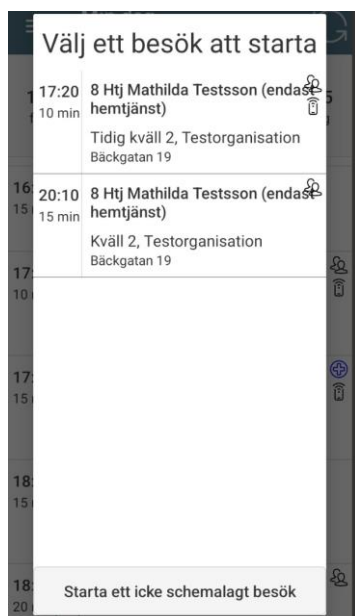 Välj ett besök att starta
17:20 8 Htj Mathilda Testsson (endast
10 min hemtjänst)
Tidig kväll 2, Testorganisation
Bäckgatan 19
20:10 8 Htj Mathilda Testsson (endast
15 min hemtjänst)
Kväll 2, Testorganisation
Bäckgatan 19
Starta ett icke schemalagt besök